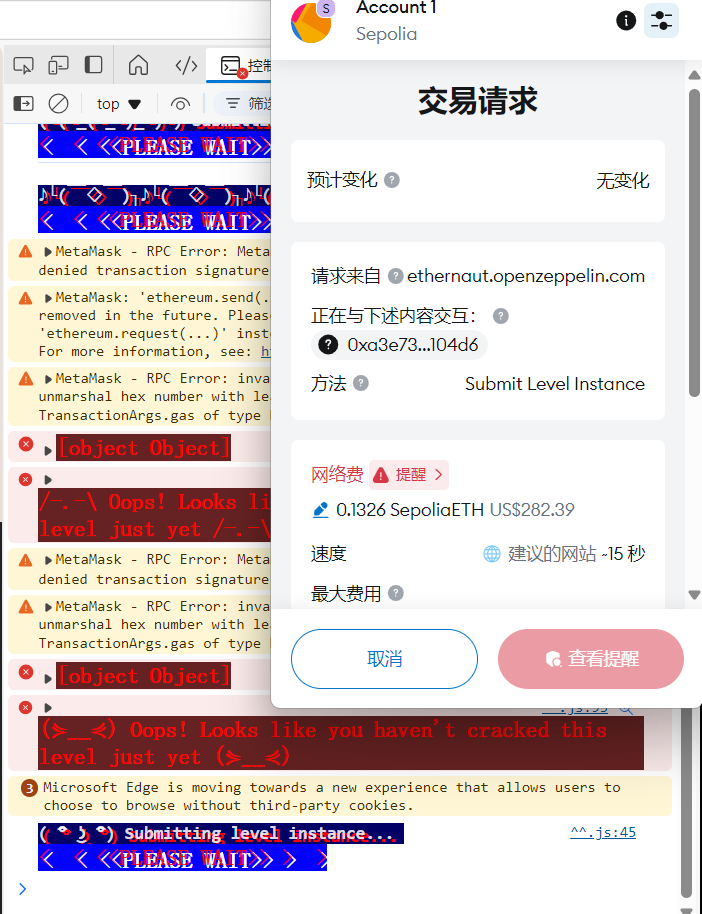 S
Account 1
Sepolia
控制
top
筛选
Submitting
< < <<PLEASE WAIT>>
♪┗(￣◇￣)┓♪
< < <<PLEASE WAIT>>
MetaMask - RPC Error: Meta
denied transaction signature
MetaMask: 'ethereum.send(..
removed in the future. Pleas
'ethereum.request(...)' inst
For more information, see: h
MetaMask - RPC Error: inva
unmarshal hex number with le
TransactionArgs.gas of type
[object Object]
/-.-\ Oops! Looks li
level just yet /-.-\
MetaMask - RPC Error: Meta
denied transaction signature
MetaMask - RPC Error: inva
unmarshal hex number with le
TransactionArgs.gas of type
[object Object]
^^.js:95
(⋟﹏⋞) Oops! Looks like you haven't cracked this
level just yet (⋟﹏⋞)
3 Microsoft Edge is moving towards a new experience that allows users to
choose to browse without third-party cookies.
( ͡° ͜ʖ ͡°) Submitting level instance...
^^.js:45
< < <<PLEASE WAIT>> > >
交易请求
预计变化
无变化
请求来自
ethernaut.openzeppelin.com
正在与下述内容交互：
0xa3e73...104d6
方法
Submit Level Instance
网络费
提醒
0.1326 SepoliaETH US$282.39
速度
建议的网站 ~15 秒
最大费用
取消
查看提醒